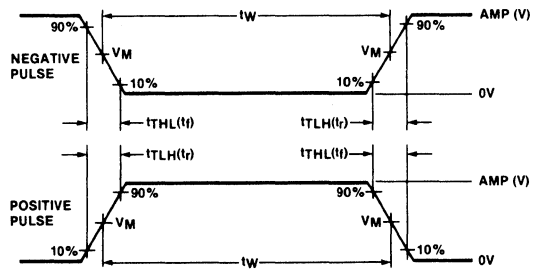 tW
AMP (V)
90%
90%
NEGATIVE
PULSE
VM
VM
10%
10%
0V
tTHL(tf)
tTLH(tr)
tTLH(tr)
tTHL(tf)
AMP (V)
90%
90%
POSITIVE
PULSE
VM
VM
10%
10%
tW
0V